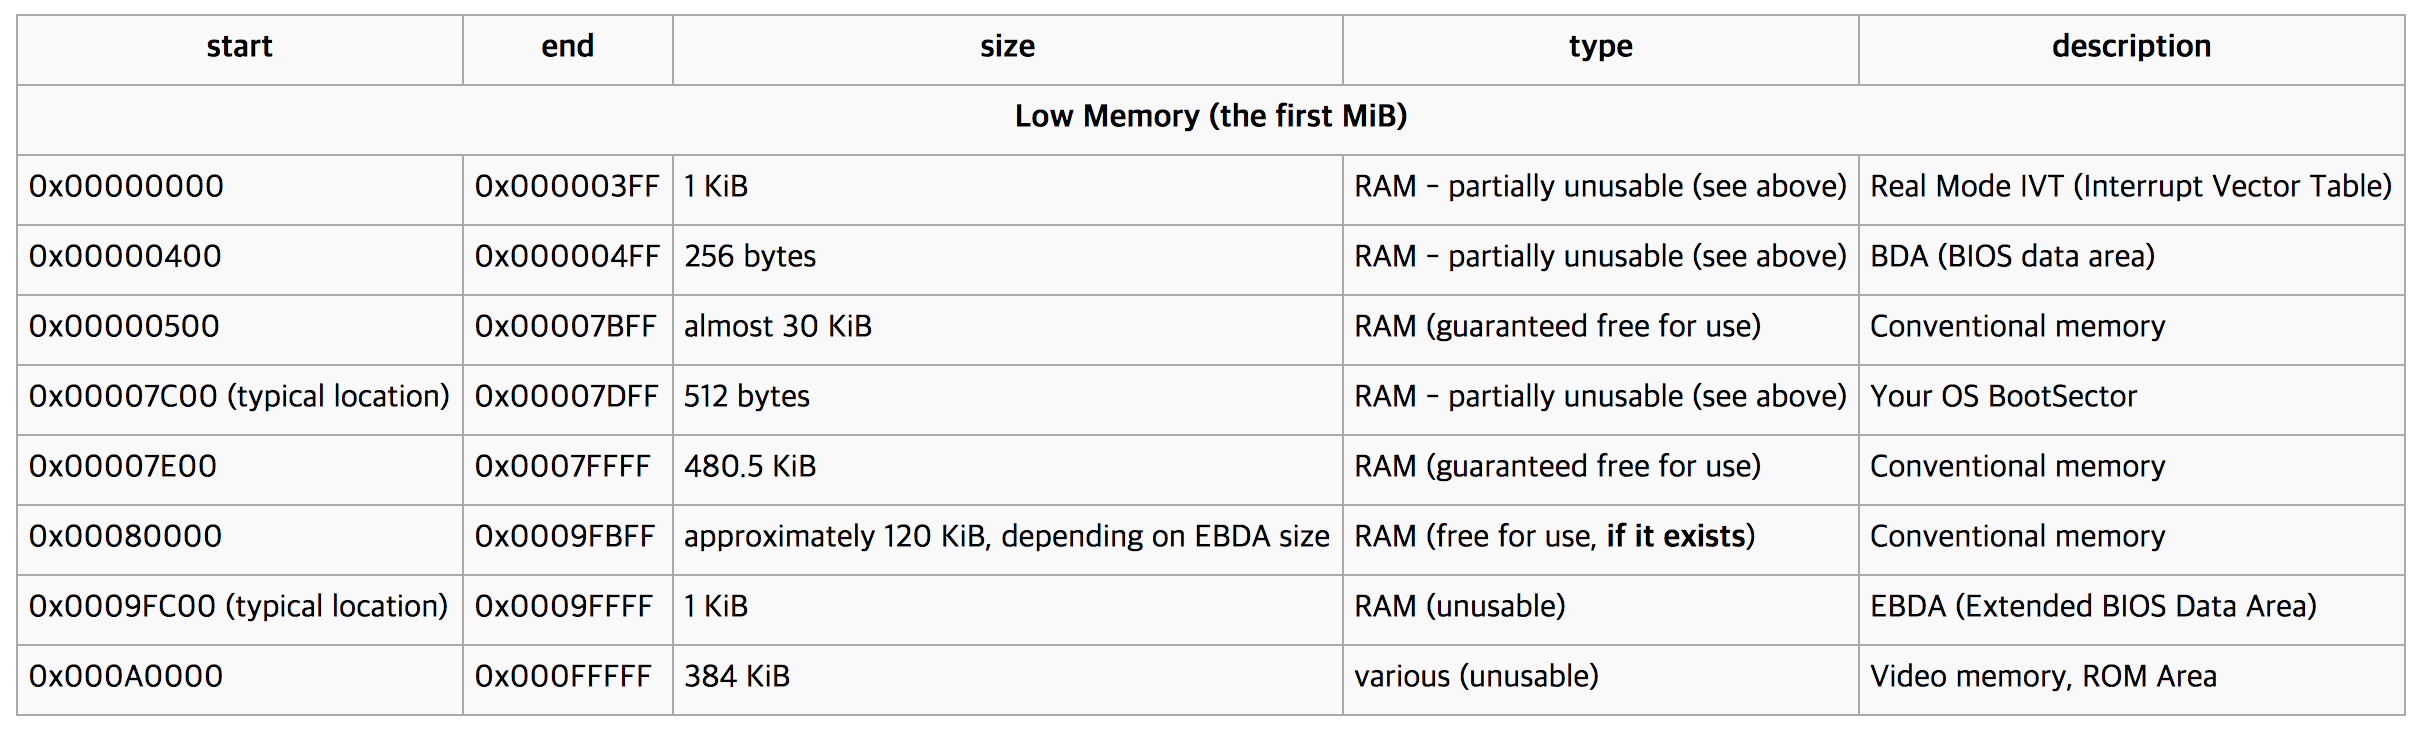 start end size type description
Low Memory (the first MiB)
0x00000000 0x000003FF 1 KiB RAM - partially unusable (see above) Real Mode IVT (Interrupt Vector Table)
0x00000400 0x000004FF 256 bytes RAM - partially unusable (see above) BDA (BIOS data area)
0x00000500 0x00007BFF almost 30 KiB RAM (guaranteed free for use) Conventional memory
0x00007C00 (typical location) 0x00007DFF 512 bytes RAM - partially unusable (see above) Your OS BootSector
0x00007E00 0x0007FFFF 480.5 KiB RAM (guaranteed free for use) Conventional memory
0x00080000 0x0009FBFF approximately 120 KiB, depending on EBDA size RAM (free for use, if it exists) Conventional memory
0x0009FC00 (typical location) 0x0009FFFF 1 KiB RAM (unusable) EBDA (Extended BIOS Data Area)
0x000A0000 0x000FFFFF 384 KiB various (unusable) Video memory, ROM Area